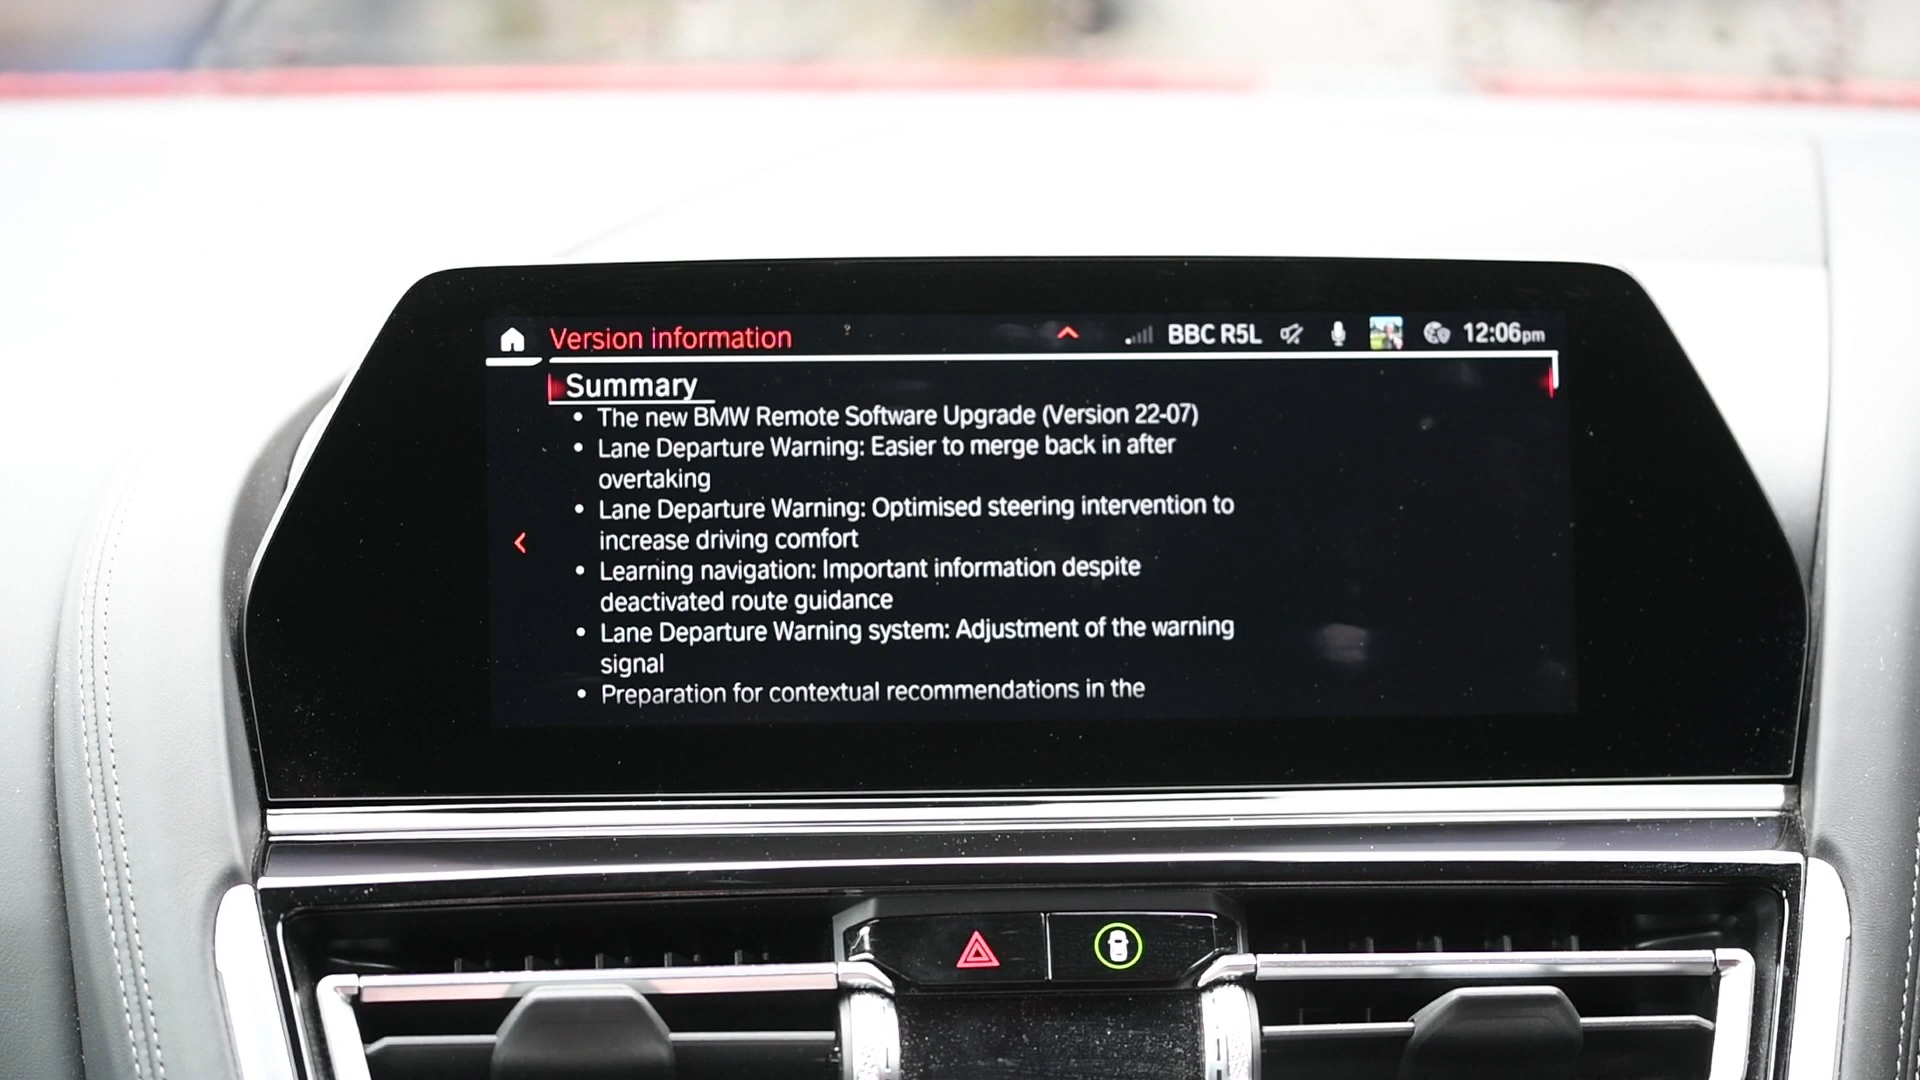 Version information
BBC R5L 12:06pm
Summary
• The new BMW Remote Software Upgrade (Version 22-07)
• Lane Departure Warning: Easier to merge back in after
overtaking
• Lane Departure Warning: Optimised steering intervention to
increase driving comfort
• Learning navigation: Important information despite
deactivated route guidance
• Lane Departure Warning system: Adjustment of the warning
signal
• Preparation for contextual recommendations in the